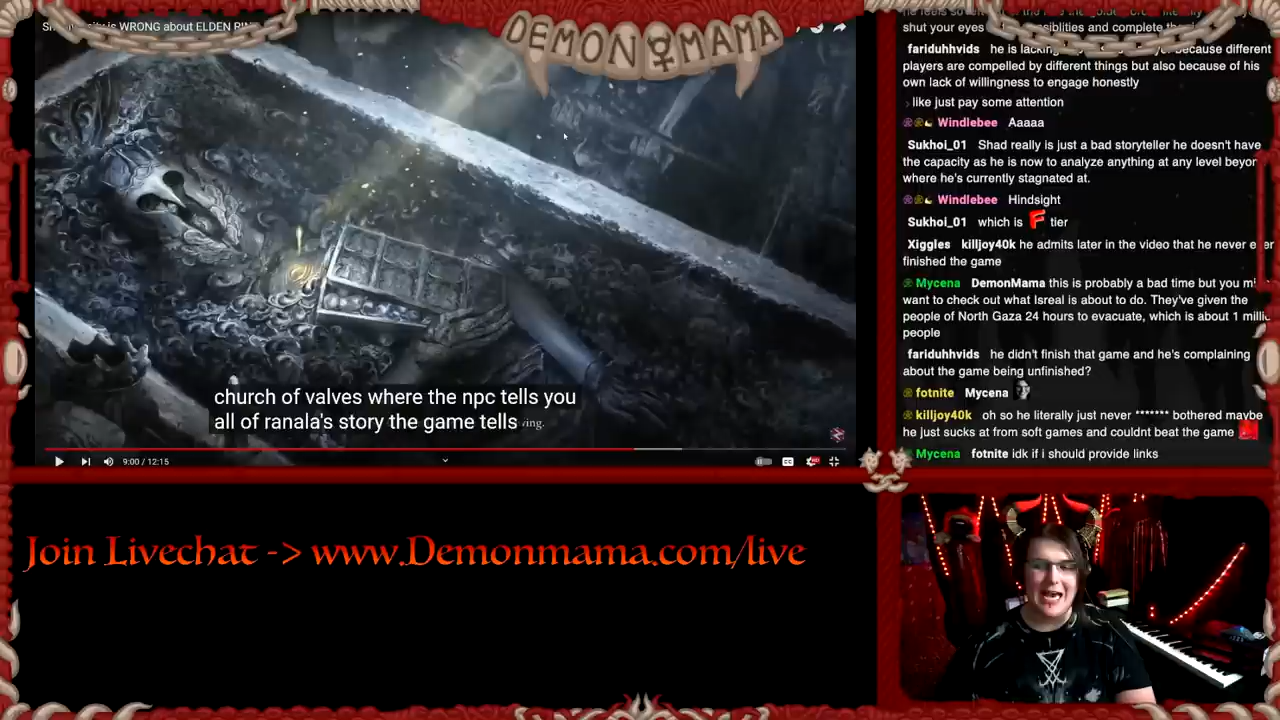 is WRONG about ELDEN
DEMON MAMA
church of valves where the npc tells you
all of ranala's story the game tells
9:00 / 12:15
Join Livechat -> www.Demonmama.com/live
shut your eyes
fariduhhvids he is lacking because different
players are compelled by different things but also because of his
own lack of willingness to engage honestly
like just pay some attention
Windlebee Aaaaa
Sukhoi_01 Shad really is just a bad storyteller he doesn't have
the capacity as he is now to analyze anything at any level beyon
where he's currently stagnated at.
Windlebee Hindsight
Sukhoi_01 which is F tier
Xiggles killjoy40k he admits later in the video that he never
finished the game
Mycena DemonMama this is probably a bad time but you mi
want to check out what Isreal is about to do. They've given the
people of North Gaza 24 hours to evacuate, which is about 1 milli
people
fariduhhvids he didn't finish that game and he's complaining
about the game being unfinished?
fotnite Mycena
killjoy40k oh so he literally just never ******* bothered maybe
he just sucks at from soft games and couldnt beat the game
Mycena fotnite idk if i should provide links